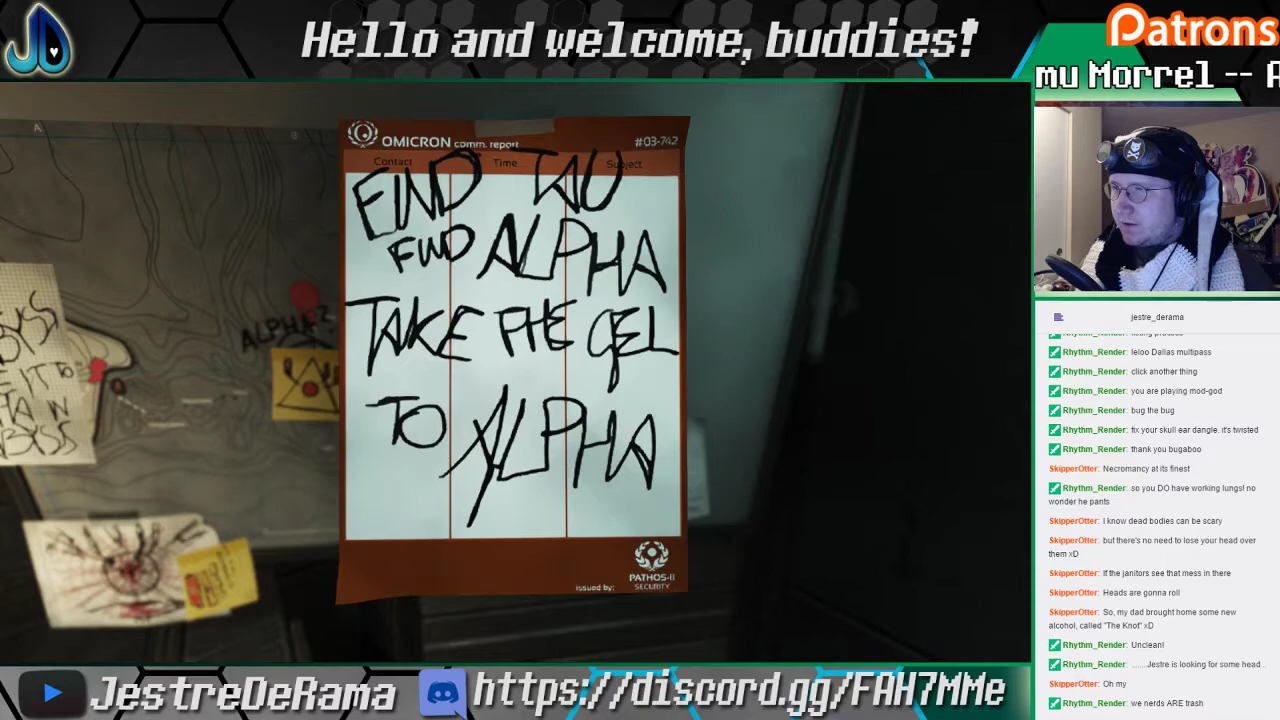 Hello and welcome, buddies!
Patrons
mu Morrel -- A
A
B
OMICRON comm. report
#03-742
Contact
Time
Subject
FIND TAU
FIND ALPHA
TAKE THE GEL
TO ALPHA
ALPHA?
PATHOS-II
SECURITY
issued by:
jestre_derama
Rhythm_Render: leloo Dallas multipass
Rhythm_Render: click another thing
Rhythm_Render: you are playing mod-god
Rhythm_Render: bug the bug
Rhythm_Render: fix your skull ear dangle. it's twisted
Rhythm_Render: thank you bugaboo
SkipperOtter: Necromancy at its finest
Rhythm_Render: so you DO have working lungs! no
wonder he pants
SkipperOtter: I know dead bodies can be scary
SkipperOtter: but there's no need to lose your head over
them xD
SkipperOtter: If the janitors see that mess in there
SkipperOtter: Heads are gonna roll
SkipperOtter: So, my dad brought home some new
alcohol, called "The Knot" xD
Rhythm_Render: Unclean!
Rhythm_Render: .......Jestre is looking for some head...
SkipperOtter: Oh my
Rhythm_Render: we nerds ARE trash
JestreDeRama
https://discord.gg/FAH7MMe